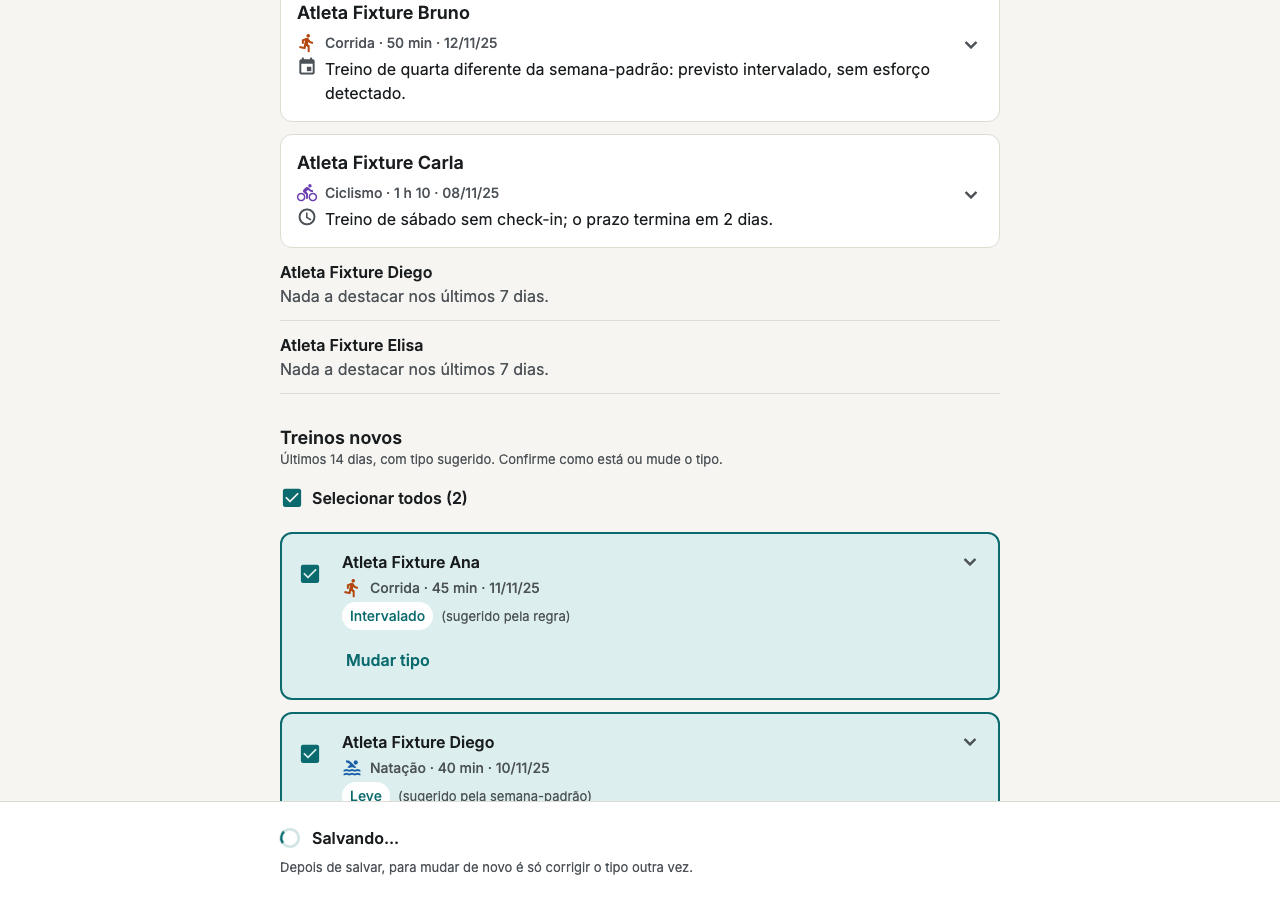 Atleta Fixture Bruno
Corrida · 50 min · 12/11/25
Treino de quarta diferente da semana-padrão: previsto intervalado, sem esforço
detectado.
Atleta Fixture Carla
Ciclismo · 1 h 10 · 08/11/25
Treino de sábado sem check-in; o prazo termina em 2 dias.
Atleta Fixture Diego
Nada a destacar nos últimos 7 dias.
Atleta Fixture Elisa
Nada a destacar nos últimos 7 dias.
Treinos novos
Últimos 14 dias, com tipo sugerido. Confirme como está ou mude o tipo.
Selecionar todos (2)
Atleta Fixture Ana
Corrida · 45 min · 11/11/25
Intervalado (sugerido pela regra)
Mudar tipo
Atleta Fixture Diego
Natação · 40 min · 10/11/25
Leve (sugerido pela semana-padrão)
Salvando...
Depois de salvar, para mudar de novo é só corrigir o tipo outra vez.